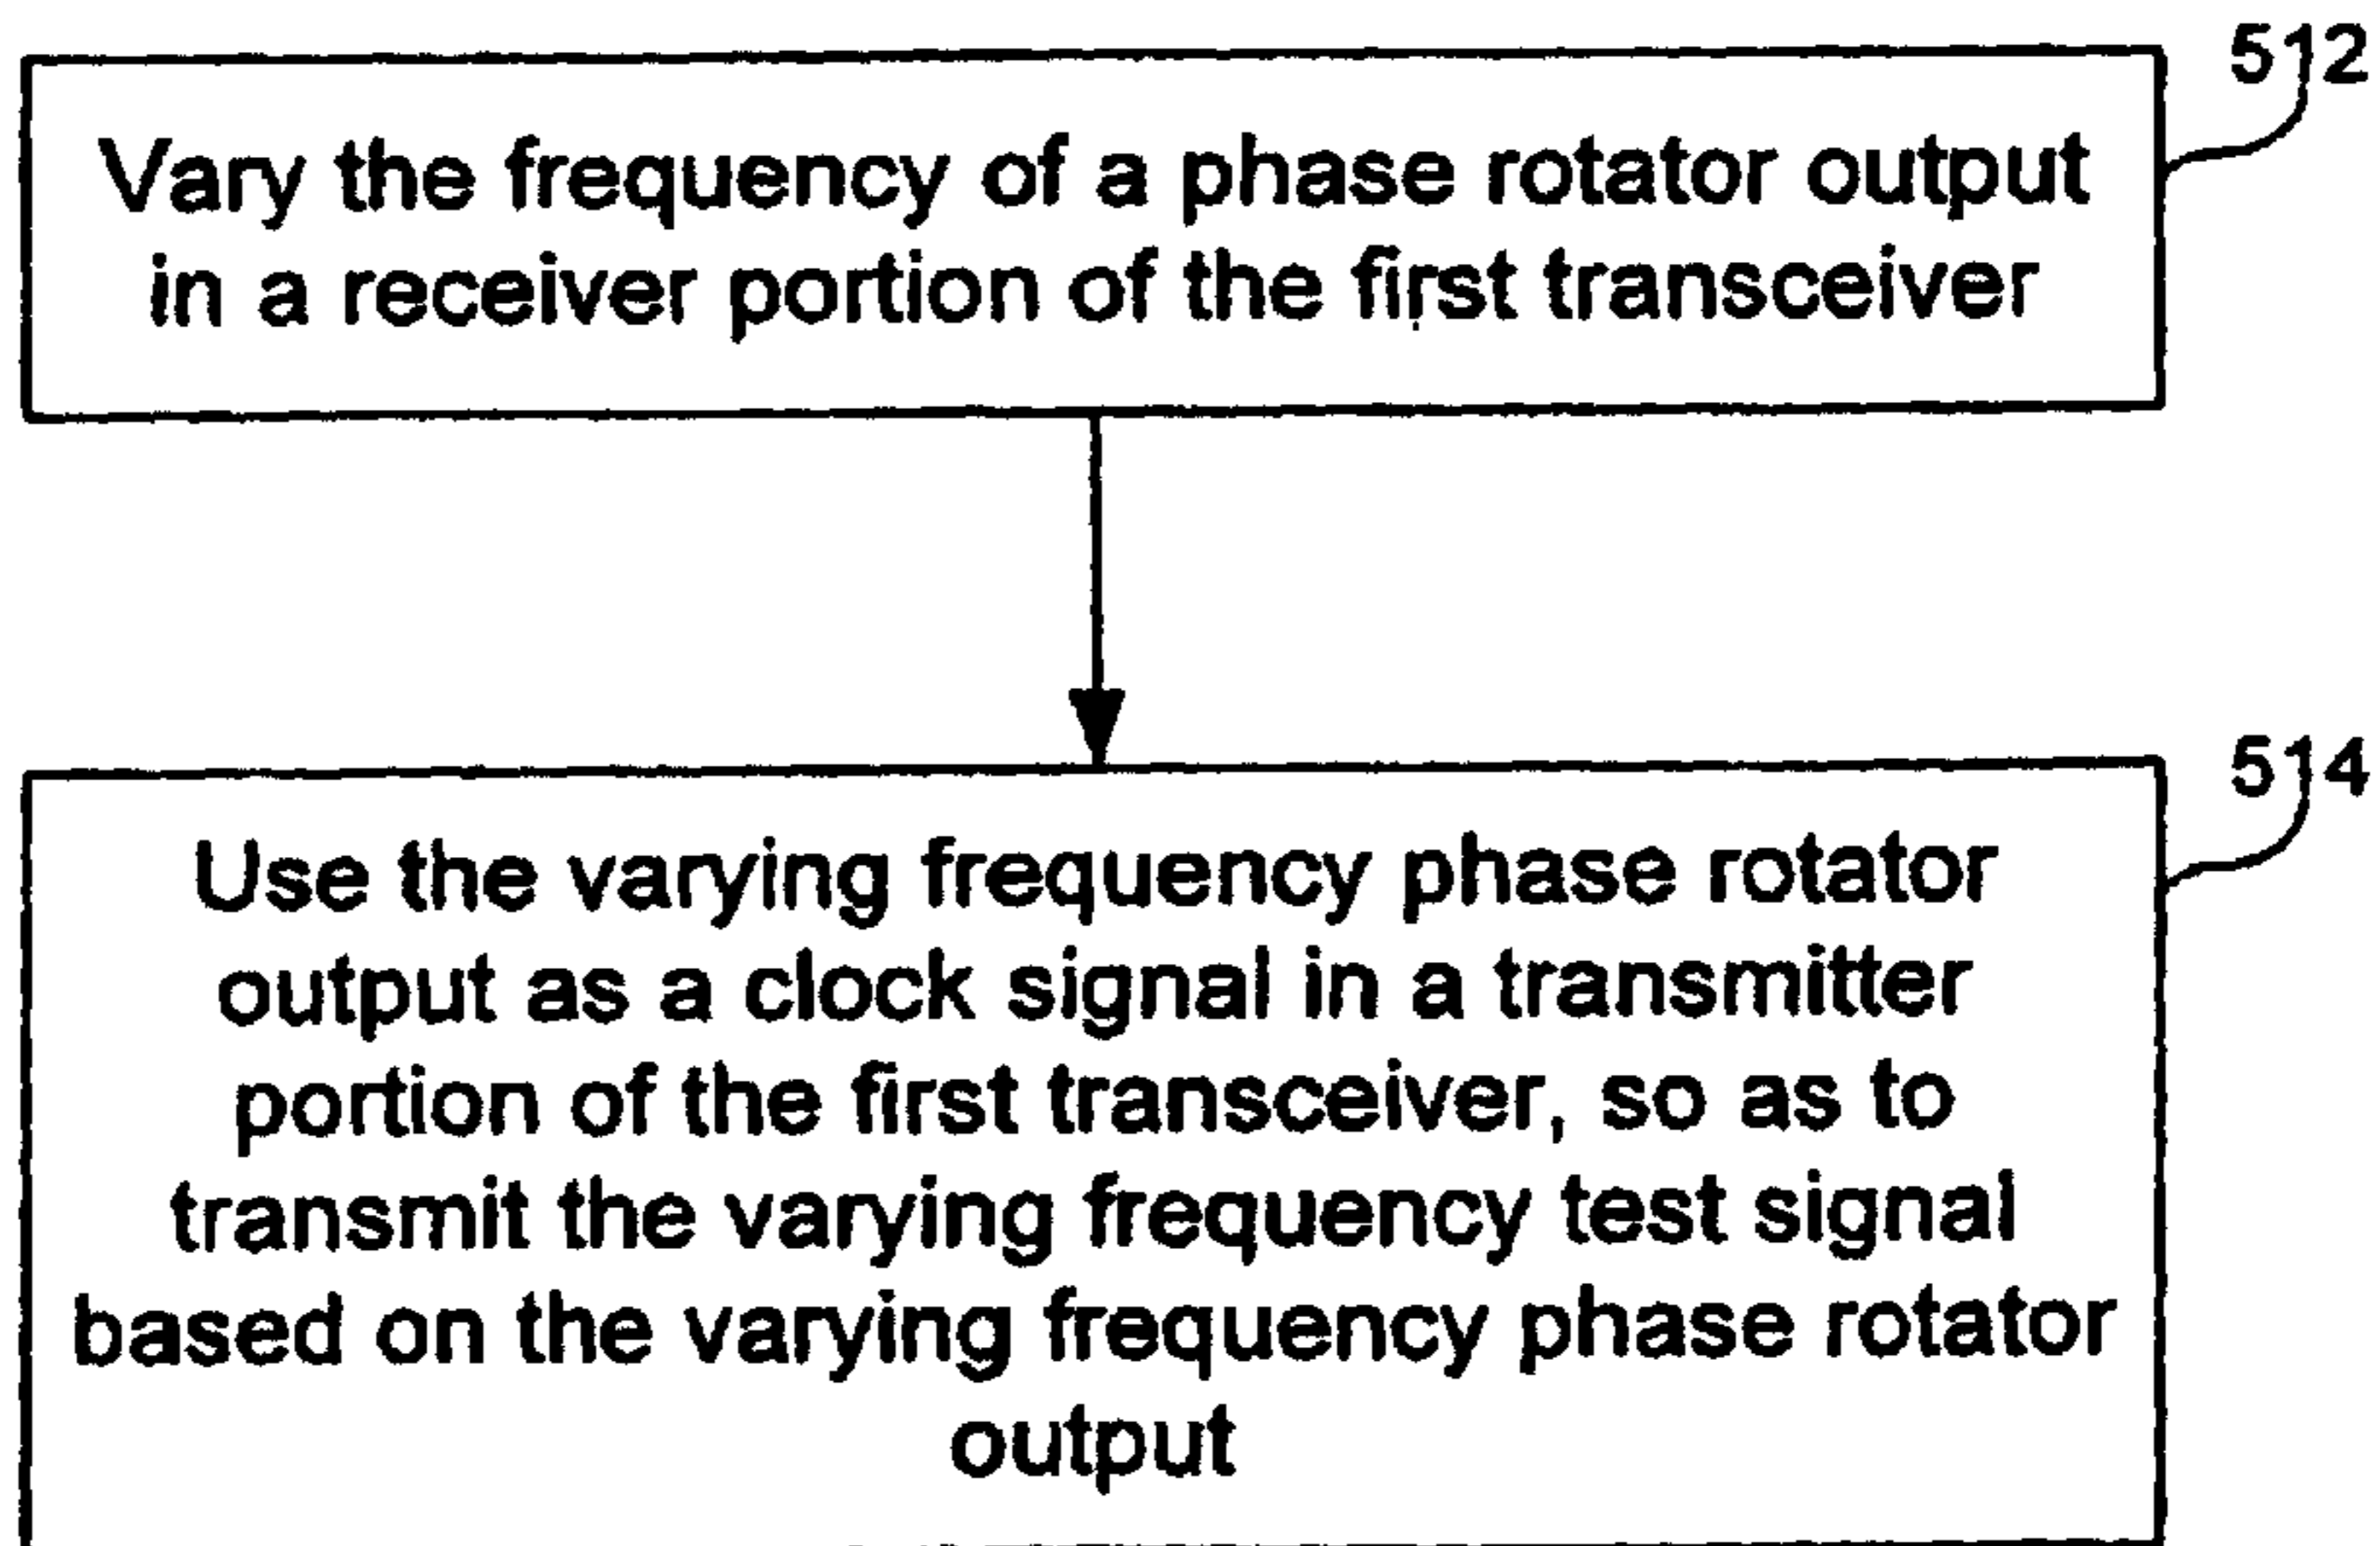 512
Vary the frequency of a phase rotator output
in a receiver portion of the first transceiver
514
Use the varying frequency phase rotator
output as a clock signal in a transmitter
portion of the first transceiver, so as to
transmit the varying frequency test signal
based on the varying frequency phase rotator
output